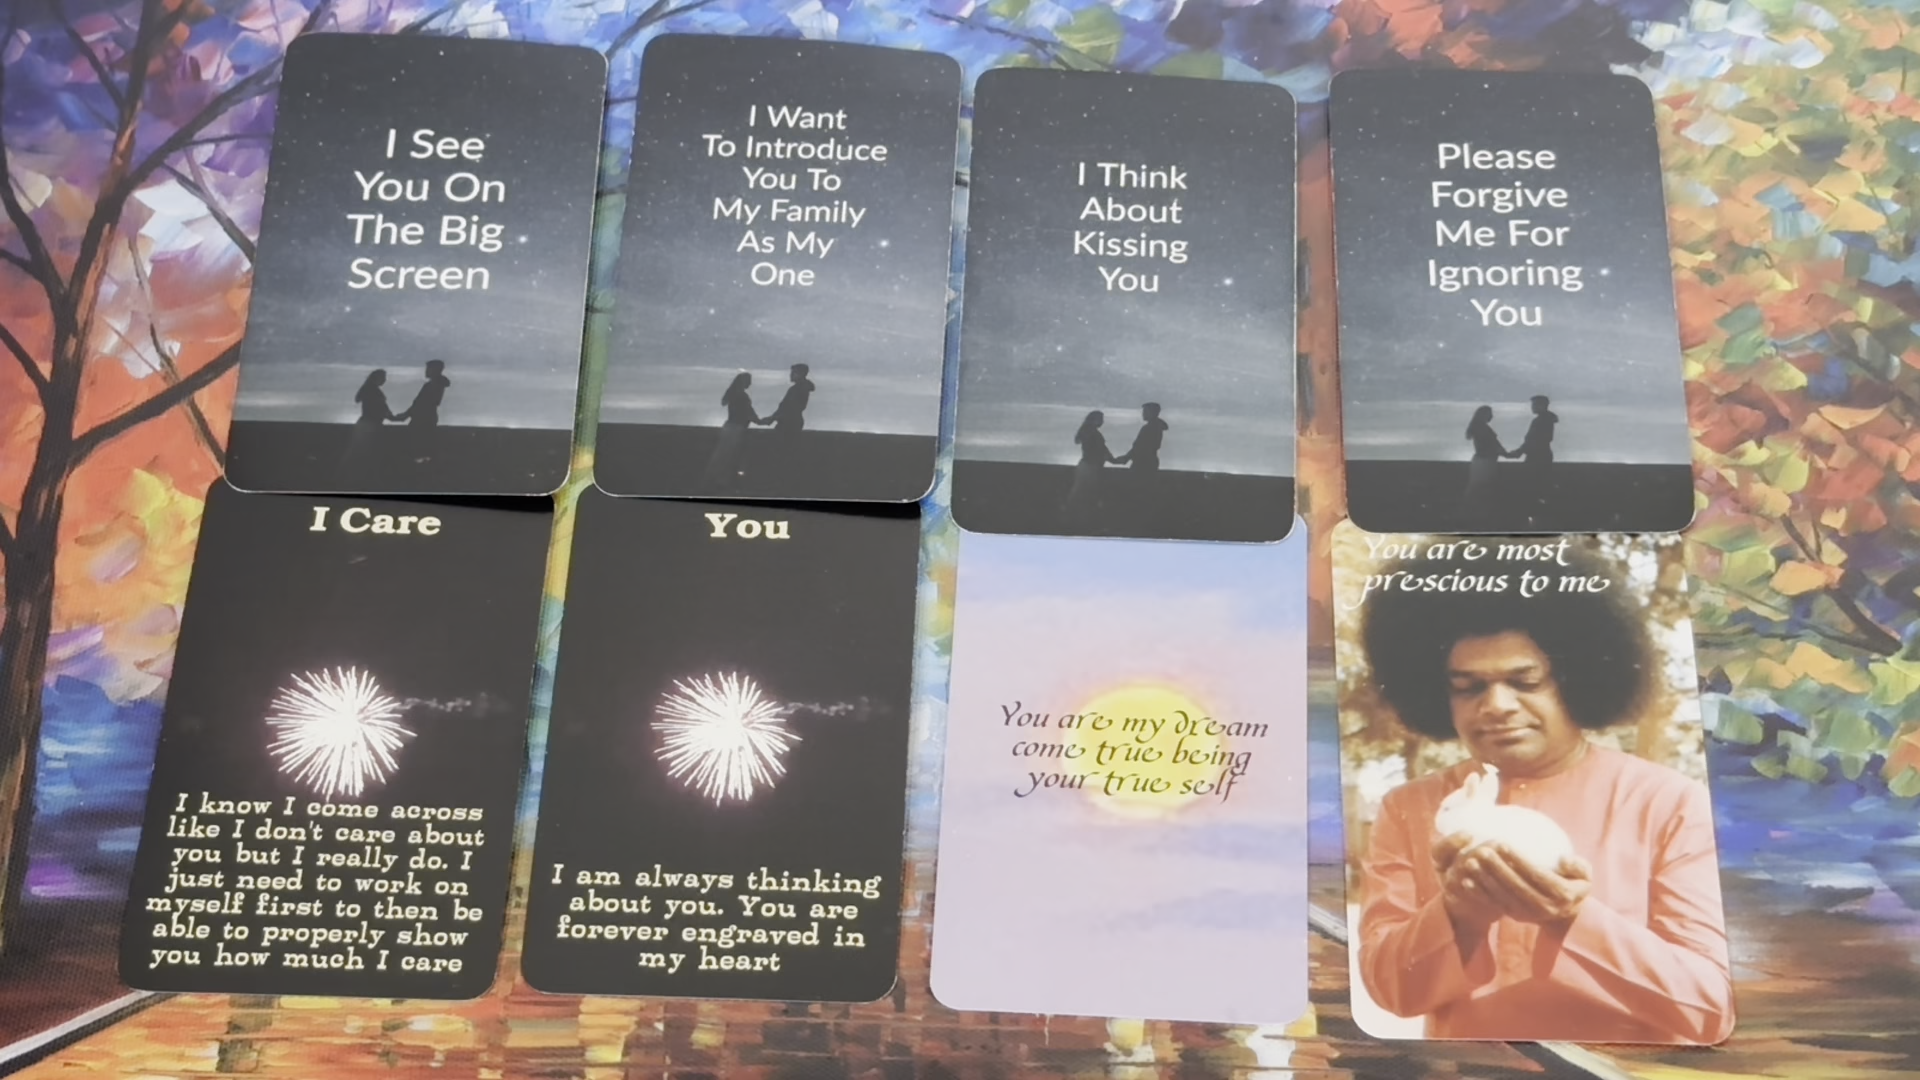 I See
You On
The Big
Screen
I Want
To Introduce
You To
My Family
As My
One
I Think
About
Kissing
You
Please
Forgive
Me For
Ignoring
You
I Care
I know I come across
like I don't care about
you but I really do. I
just need to work on
myself first to then be
able to properly show
you how much I care
You
I am always thinking
about you. You are
forever engraved in
my heart
You are my dream
come true being
your true self
You are most
prescious to me